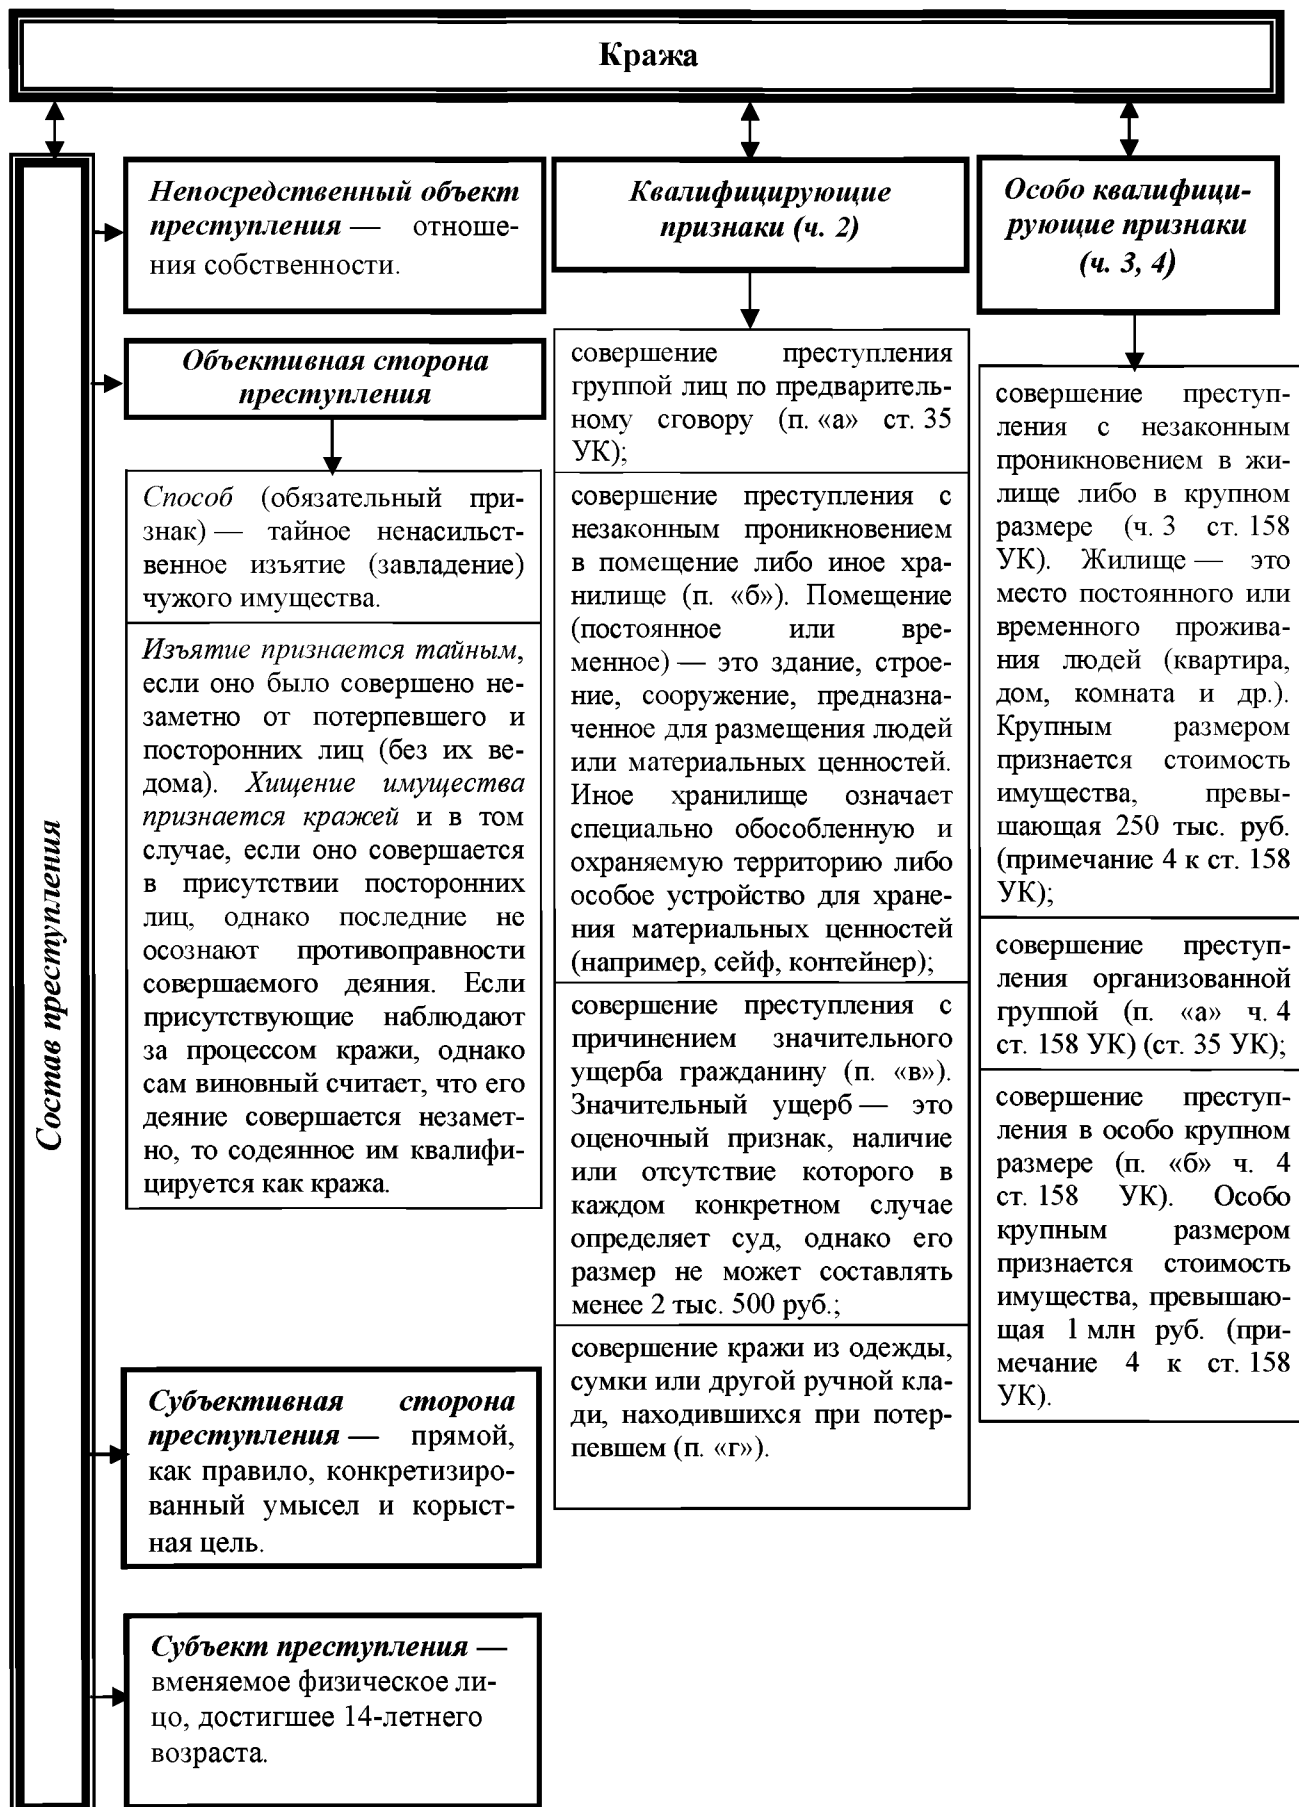 Кража
Состав преступления
Непосредственный объект
преступления — отноше-
ния собственности.
Объективная сторона
преступления
Способ (обязательный при-
знак) — тайное ненасильст-
венное изъятие (завладение)
чужого имущества.
Изъятие признается тайным,
если оно было совершено не-
заметно от потерпевшего и
посторонних лиц (без их ве-
дома). Хищение имущества
признается кражей и в том
случае, если оно совершается
в присутствии посторонних
лиц, однако последние не
осознают противоправности
совершаемого деяния. Если
присутствующие наблюдают
за процессом кражи, однако
сам виновный считает, что его
деяние совершается незамет-
но, то содеянное им квалифи-
цируется как кража.
Субъективная сторона
преступления — прямой,
как правило, конкретизиро-
ванный умысел и корыст-
ная цель.
Субъект преступления —
вменяемое физическое ли-
цо, достигшее 14-летнего
возраста.
Квалифицирующие
признаки (ч. 2)
совершение преступления
группой лиц по предваритель-
ному сговору (п. «а» ст. 35
УК);
совершение преступления с
незаконным проникновением
в помещение либо иное хра-
нилище (п. «б»). Помещение
(постоянное или вре-
менное) — это здание, строе-
ние, сооружение, предназна-
ченное для размещения людей
или материальных ценностей.
Иное хранилище означает
специально обособленную и
охраняемую территорию либо
особое устройство для хране-
ния материальных ценностей
(например, сейф, контейнер);
совершение преступления с
причинением значительного
ущерба гражданину (п. «в»).
Значительный ущерб — это
оценочный признак, наличие
или отсутствие которого в
каждом конкретном случае
определяет суд, однако его
размер не может составлять
менее 2 тыс. 500 руб.;
совершение кражи из одежды,
сумки или другой ручной кла-
ди, находившихся при потер-
певшем (п. «г»).
Особо квалифици-
рующие признаки
(ч. 3, 4)
совершение преступ-
ления с незаконным
проникновением в жи-
лище либо в крупном
размере (ч. 3 ст. 158
УК). Жилище — это
место постоянного или
временного прожива-
ния людей (квартира,
дом, комната и др.).
Крупным размером
признается стоимость
имущества, превы-
шающая 250 тыс. руб.
(примечание 4 к ст. 158
УК);
совершение преступ-
ления организованной
группой (п. «а» ч. 4
ст. 158 УК) (ст. 35 УК);
совершение преступ-
ления в особо крупном
размере (п. «б» ч. 4
ст. 158 УК). Особо
крупным размером
признается стоимость
имущества, превышаю-
щая 1 млн руб. (при-
мечание 4 к ст. 158
УК).